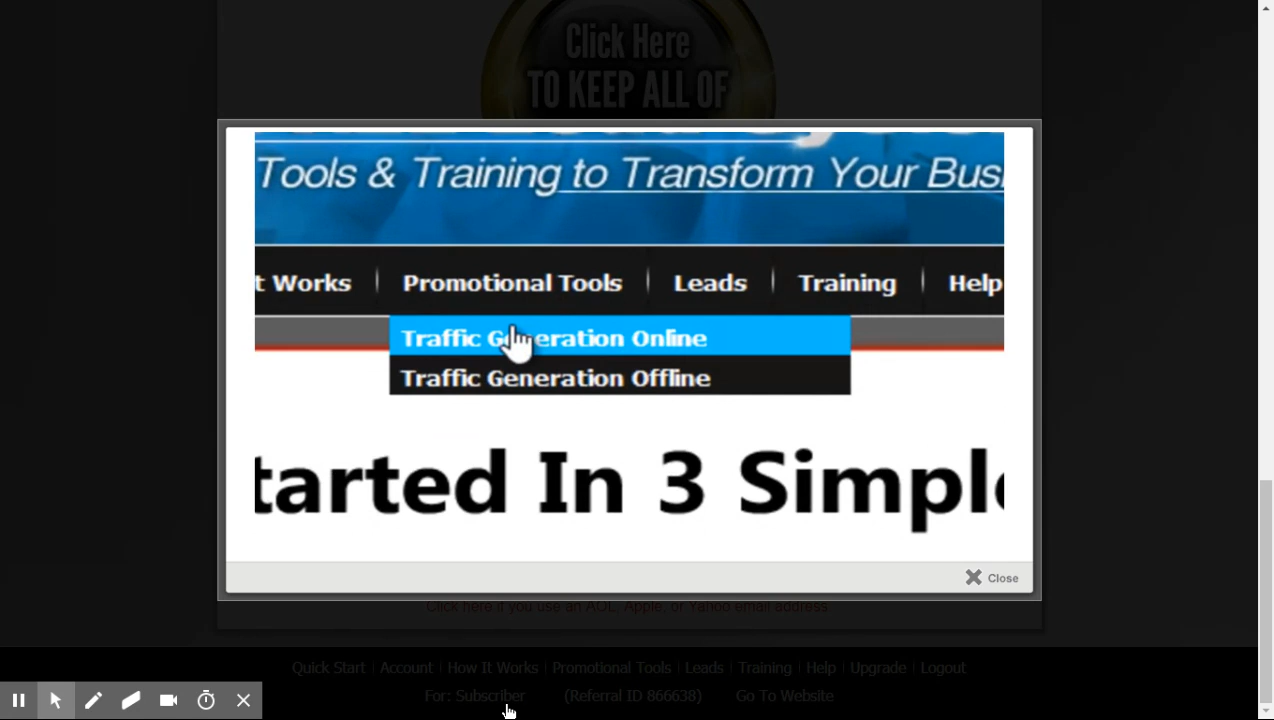 Click Here
TO KEEP ALL OF
Tools & Training to Transform Your Busi
t Works | Promotional Tools | Leads | Training | Help
Traffic Generation Online
Traffic Generation Offline
tarted In 3 Simple
Close
Click here if you use an AOL, Apple, or Yahoo email address
Quick Start | Account | How It Works | Promotional Tools | Leads | Training | Help | Upgrade | Logout
For: Subscriber (Referral ID 866638) Go To Website